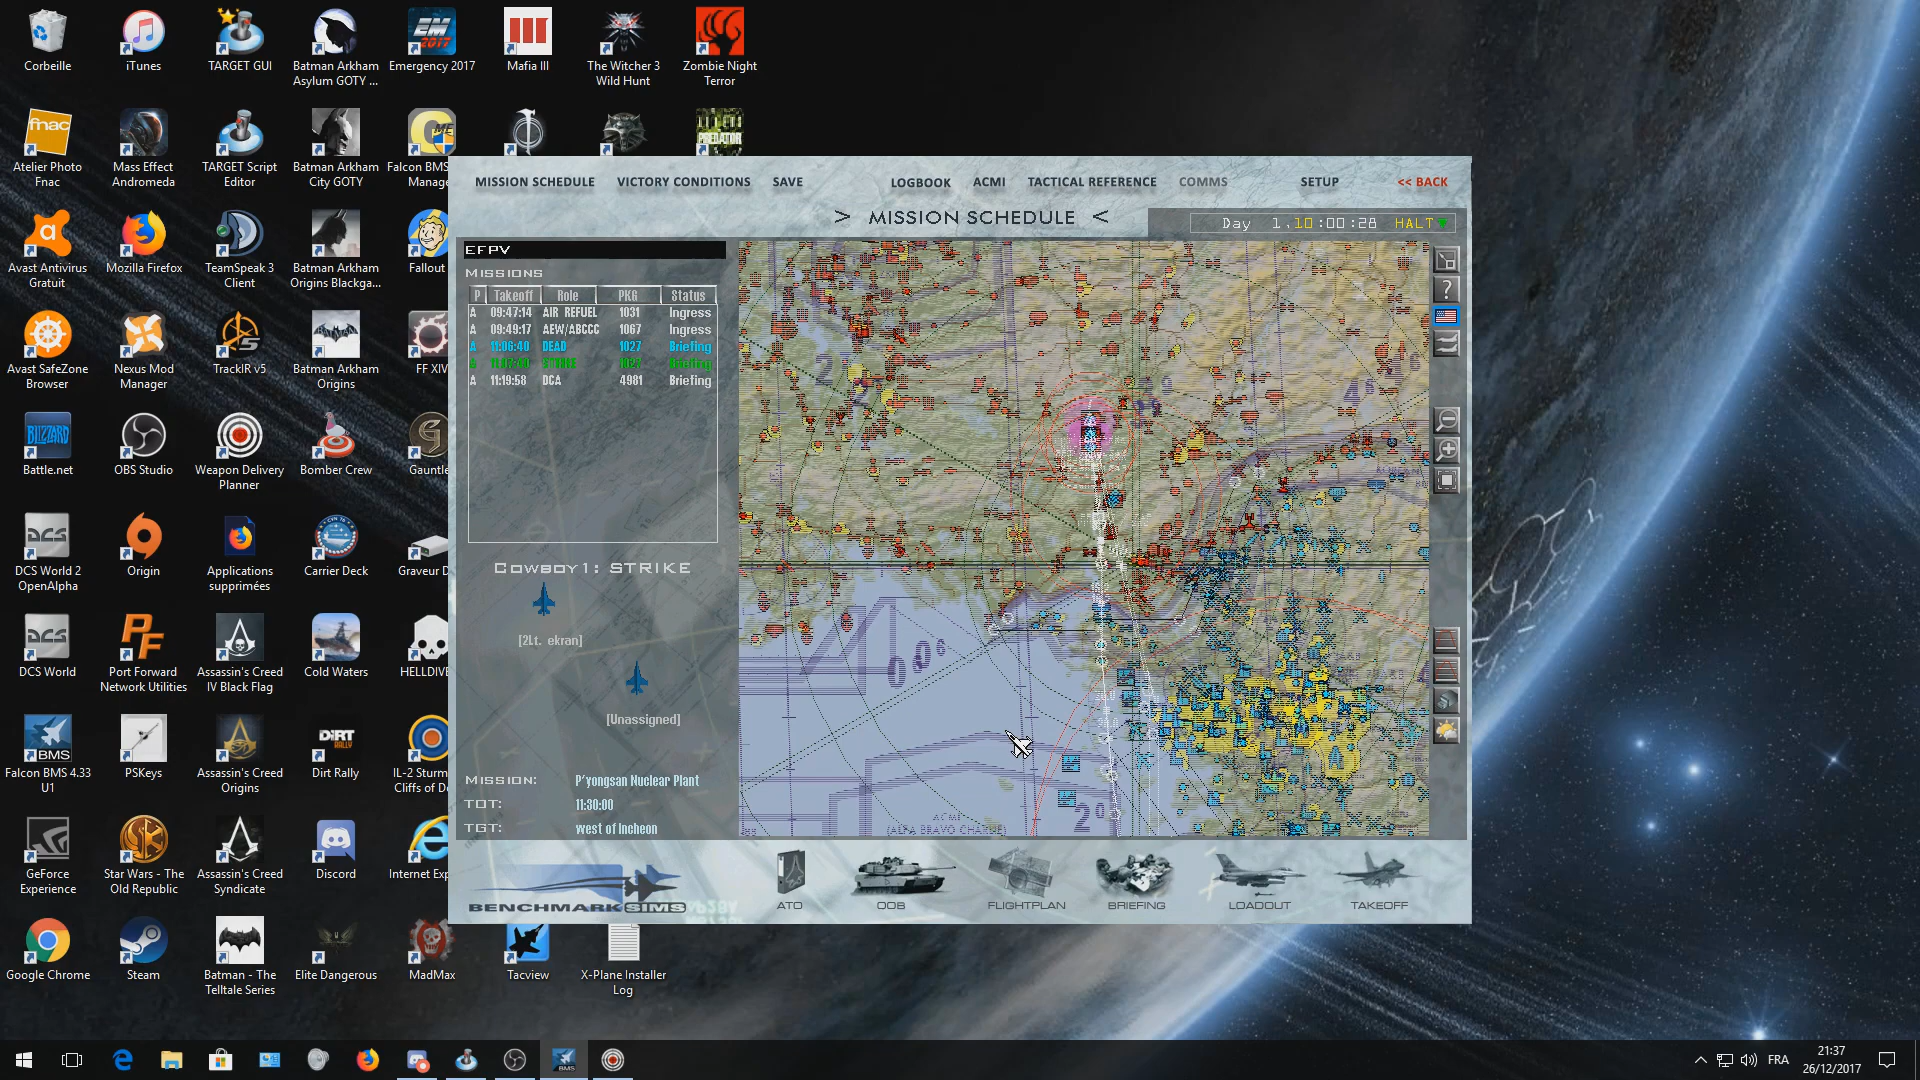 Corbeille
iTunes
TARGET GUI
Batman Arkham
Asylum GOTY ...
Emergency 2017
Mafia III
The Witcher 3
Wild Hunt
Zombie Night
Terror
Atelier Photo
Fnac
Mass Effect
Andromeda
TARGET Script
Editor
Batman Arkham
City GOTY
Falcon BMS
Manage
Avast Antivirus
Gratuit
Mozilla Firefox
TeamSpeak 3
Client
Batman Arkham
Origins Blackga...
Fallout
Avast SafeZone
Browser
Nexus Mod
Manager
TrackIR v5
Batman Arkham
Origins
FF XIV
Battle.net
OBS Studio
Weapon Delivery
Planner
Bomber Crew
Gauntle
DCS World 2
OpenAlpha
Origin
Applications
supprimées
Carrier Deck
Graveur D
DCS World
Port Forward
Network Utilities
Assassin's Creed
IV Black Flag
Cold Waters
HELLDIVE
Falcon BMS 4.33
U1
PSKeys
Assassin's Creed
Origins
Dirt Rally
IL-2 Sturm
Cliffs of Do
GeForce
Experience
Star Wars - The
Old Republic
Assassin's Creed
Syndicate
Discord
Internet Exp
Google Chrome
Steam
Batman - The
Telltale Series
Elite Dangerous
MadMax
Tacview
X-Plane Installer
Log
MISSION SCHEDULE VICTORY CONDITIONS SAVE LOGBOOK ACMI TACTICAL REFERENCE COMMS SETUP << BACK
> MISSION SCHEDULE <
Day 1, 10:00:28 HALT
EFPV
MISSIONS
P Takeoff Role PKG Status
A 09:47:14 AIR REFUEL 1031 Ingress
A 09:49:17 AEW/ABCCC 1067 Ingress
A 11:06:40 DEAD 1027 Briefing
STRIKE 1027 Briefing
A 11:19:58 DCA 4981 Briefing
Cowboy1: STRIKE
[2Lt. ekran]
[Unassigned]
MISSION: P'yongsan Nuclear Plant
TOT: 11:30:00
TGT: west of Incheon
ACMI
(ALPA BRAVO CHARLIE)
BENCHMARK SIMS
ATO OOB FLIGHTPLAN BRIEFING LOADOUT TAKEOFF
FRA
21:37
26/12/2017